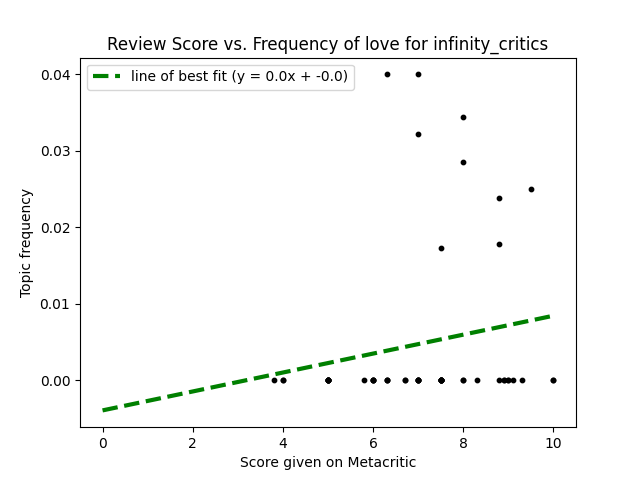 Review Score vs. Frequency of love for infinity_critics
line of best fit (y = 0.0x + -0.0)
Topic frequency
0.04
0.03
0.02
0.01
0.00
0 2 4 6 8 10
Score given on Metacritic